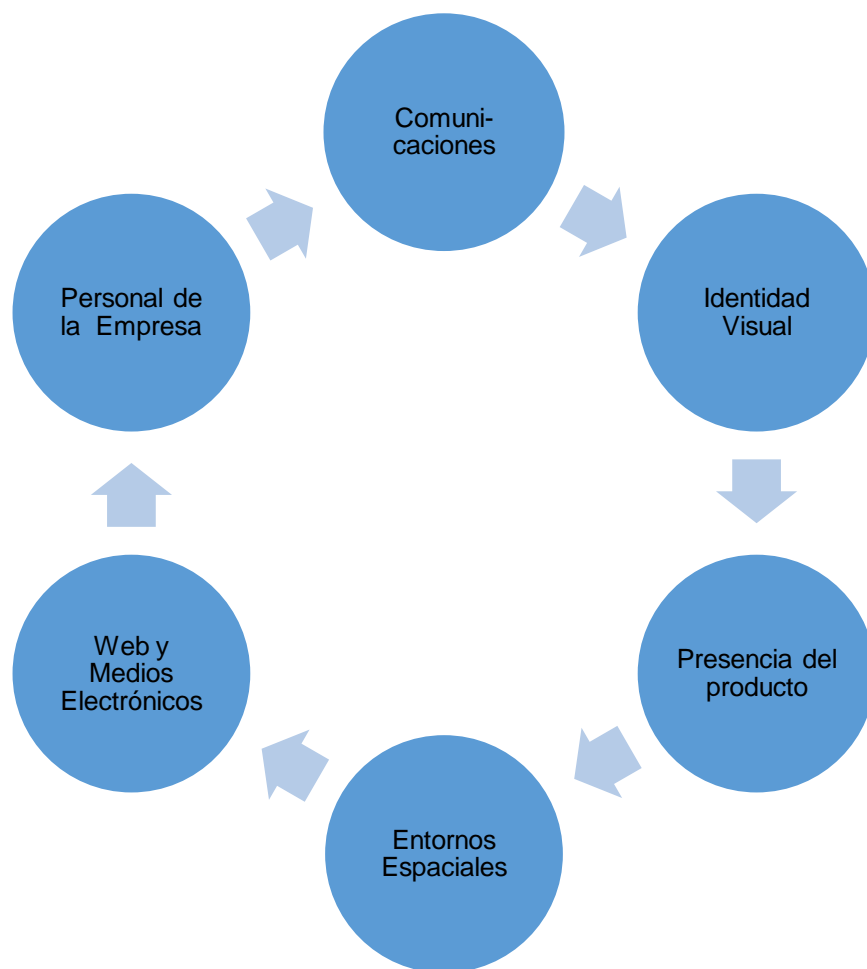 Comuni-
caciones
Identidad
Visual
Presencia del
producto
Entornos
Espaciales
Web y
Medios
Electrónicos
Personal de
la Empresa